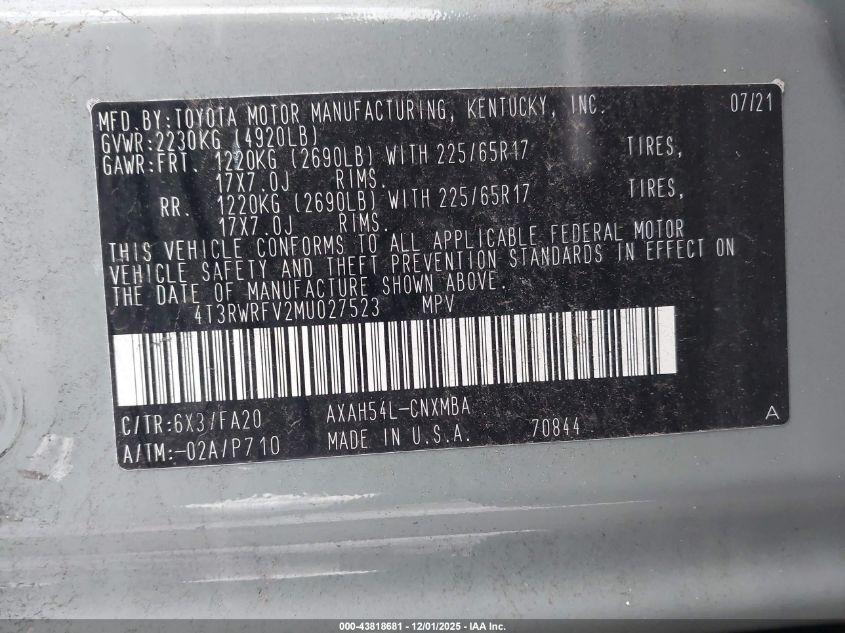 MFD.BY:TOYOTA MOTOR MANUFACTURING, KENTUCKY, INC. 07/21
GVWR:2230KG (4920LB)
GAWR:FRT. 1220KG (2690LB) WITH 225/65R17 TIRES,
17X7.0J RIMS.
RR. 1220KG (2690LB) WITH 225/65R17 TIRES,
17X7.0J RIMS.
THIS VEHICLE CONFORMS TO ALL APPLICABLE FEDERAL MOTOR
VEHICLE SAFETY AND THEFT PREVENTION STANDARDS IN EFFECT ON
THE DATE OF MANUFACTURE SHOWN ABOVE.
4T3RWRFV2MU027523 MPV
C/TR:6X3/FA20 AXAH54L-CNXMBA
A/TM:-02A/P710 MADE IN U.S.A. 70844 A
000-43818681 - 12/01/2025 - IAA Inc.